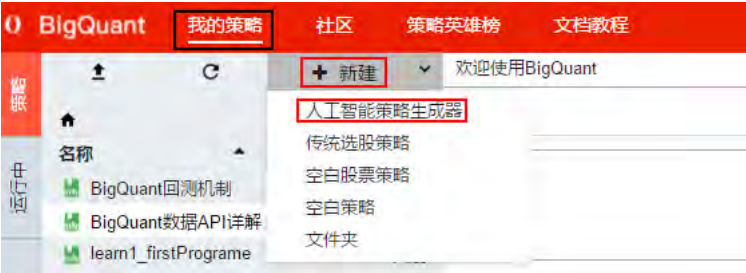 BigQuant 我的策略 社区 策略英雄榜 文档教程
策略
新建 欢迎使用BigQuant
人工智能策略生成器
名称
传统选股策略
运行中
BigQuant回测机制
空白股票策略
BigQuant数据API详解
空白策略
learn1_firstPrograme
文件夹